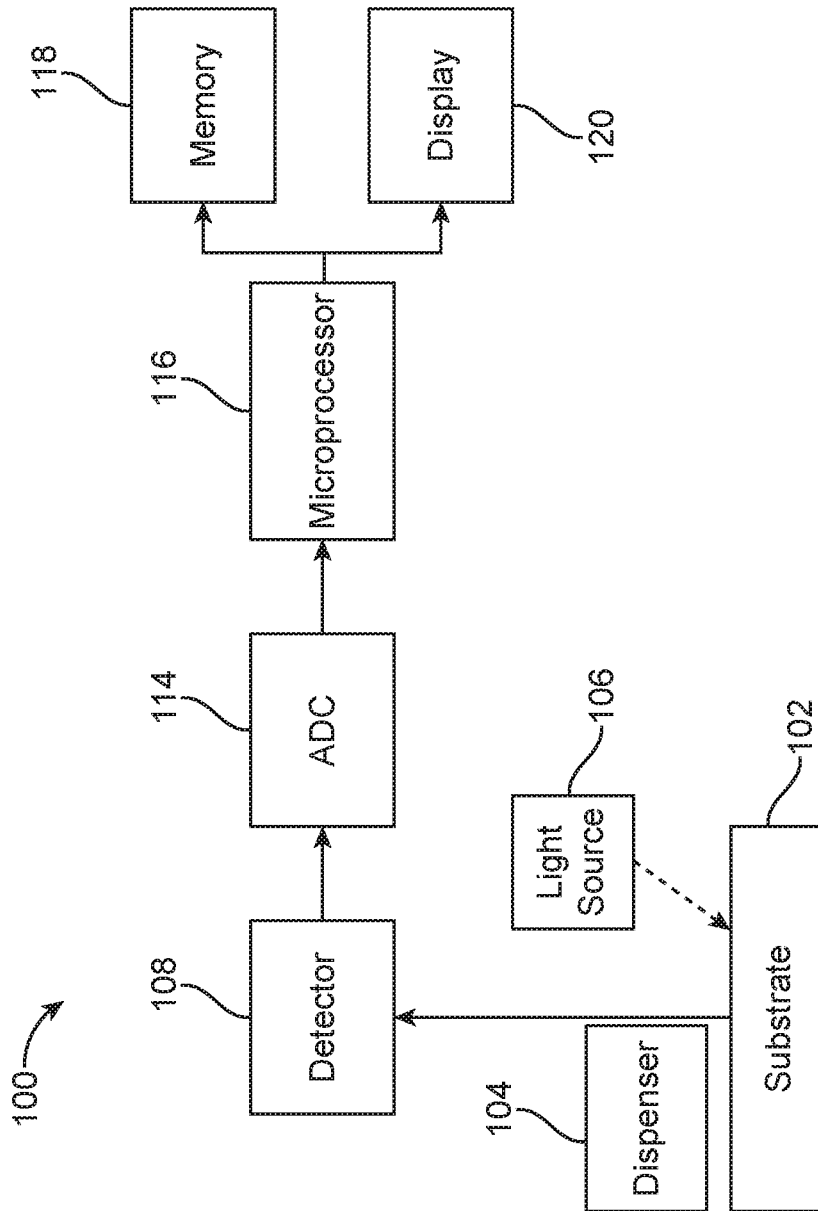 100
108
Detector
114
ADC
116
Microprocessor
118
Memory
Display
120
104
Dispenser
106
Light
Source
102
Substrate